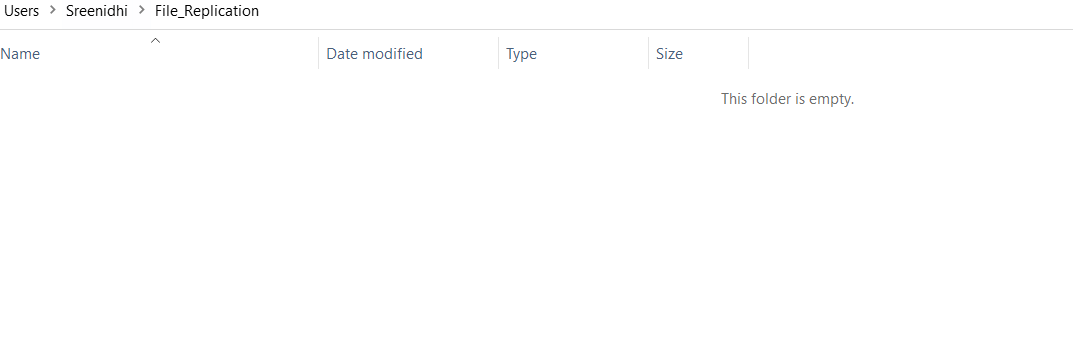 Users > Sreenidhi > File_Replication
Name Date modified Type Size
This folder is empty.